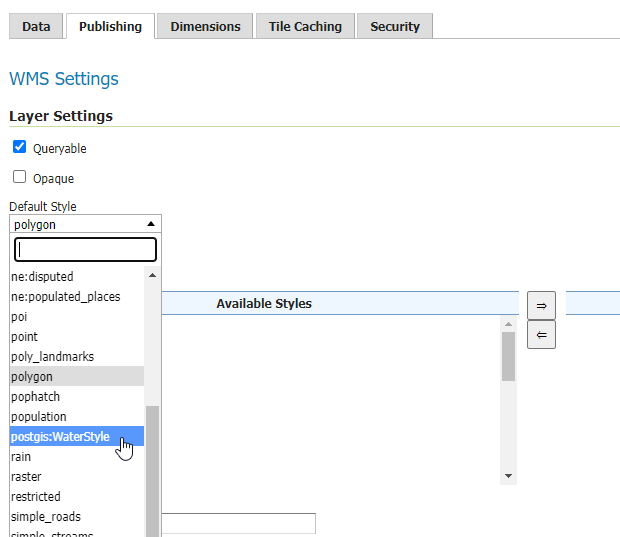 Data Publishing Dimensions Tile Caching Security
WMS Settings
Layer Settings
Queryable
Opaque
Default Style
polygon
ne:disputed
ne:populated_places
Available Styles
⇒
poi
point
⇐
poly_landmarks
polygon
pophatch
population
postgis:WaterStyle
rain
raster
restricted
simple_roads
simple_streams